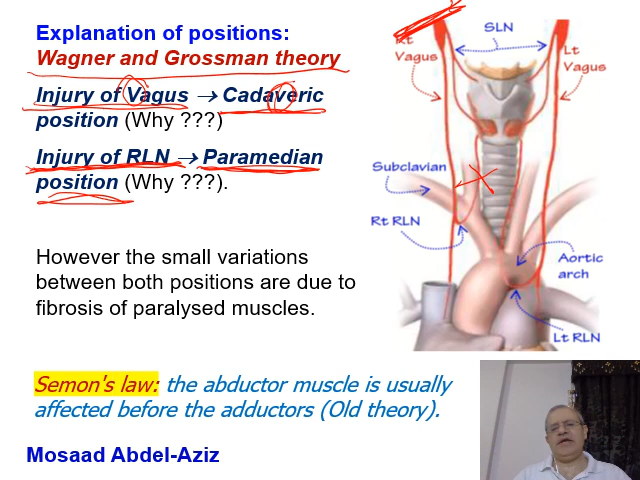 Explanation of positions:
Wagner and Grossman theory
Injury of Vagus → Cadaveric
position (Why ???)
Injury of RLN → Paramedian
position (Why ???).
However the small variations
between both positions are due to
fibrosis of paralysed muscles.
Semon's law: the abductor muscle is usually
affected before the adductors (Old theory).
Mosaad Abdel-Aziz
SLN
Rt
Vagus
Lt
Vagus
Subclavian
Rt RLN
Aortic
arch
Lt RLN